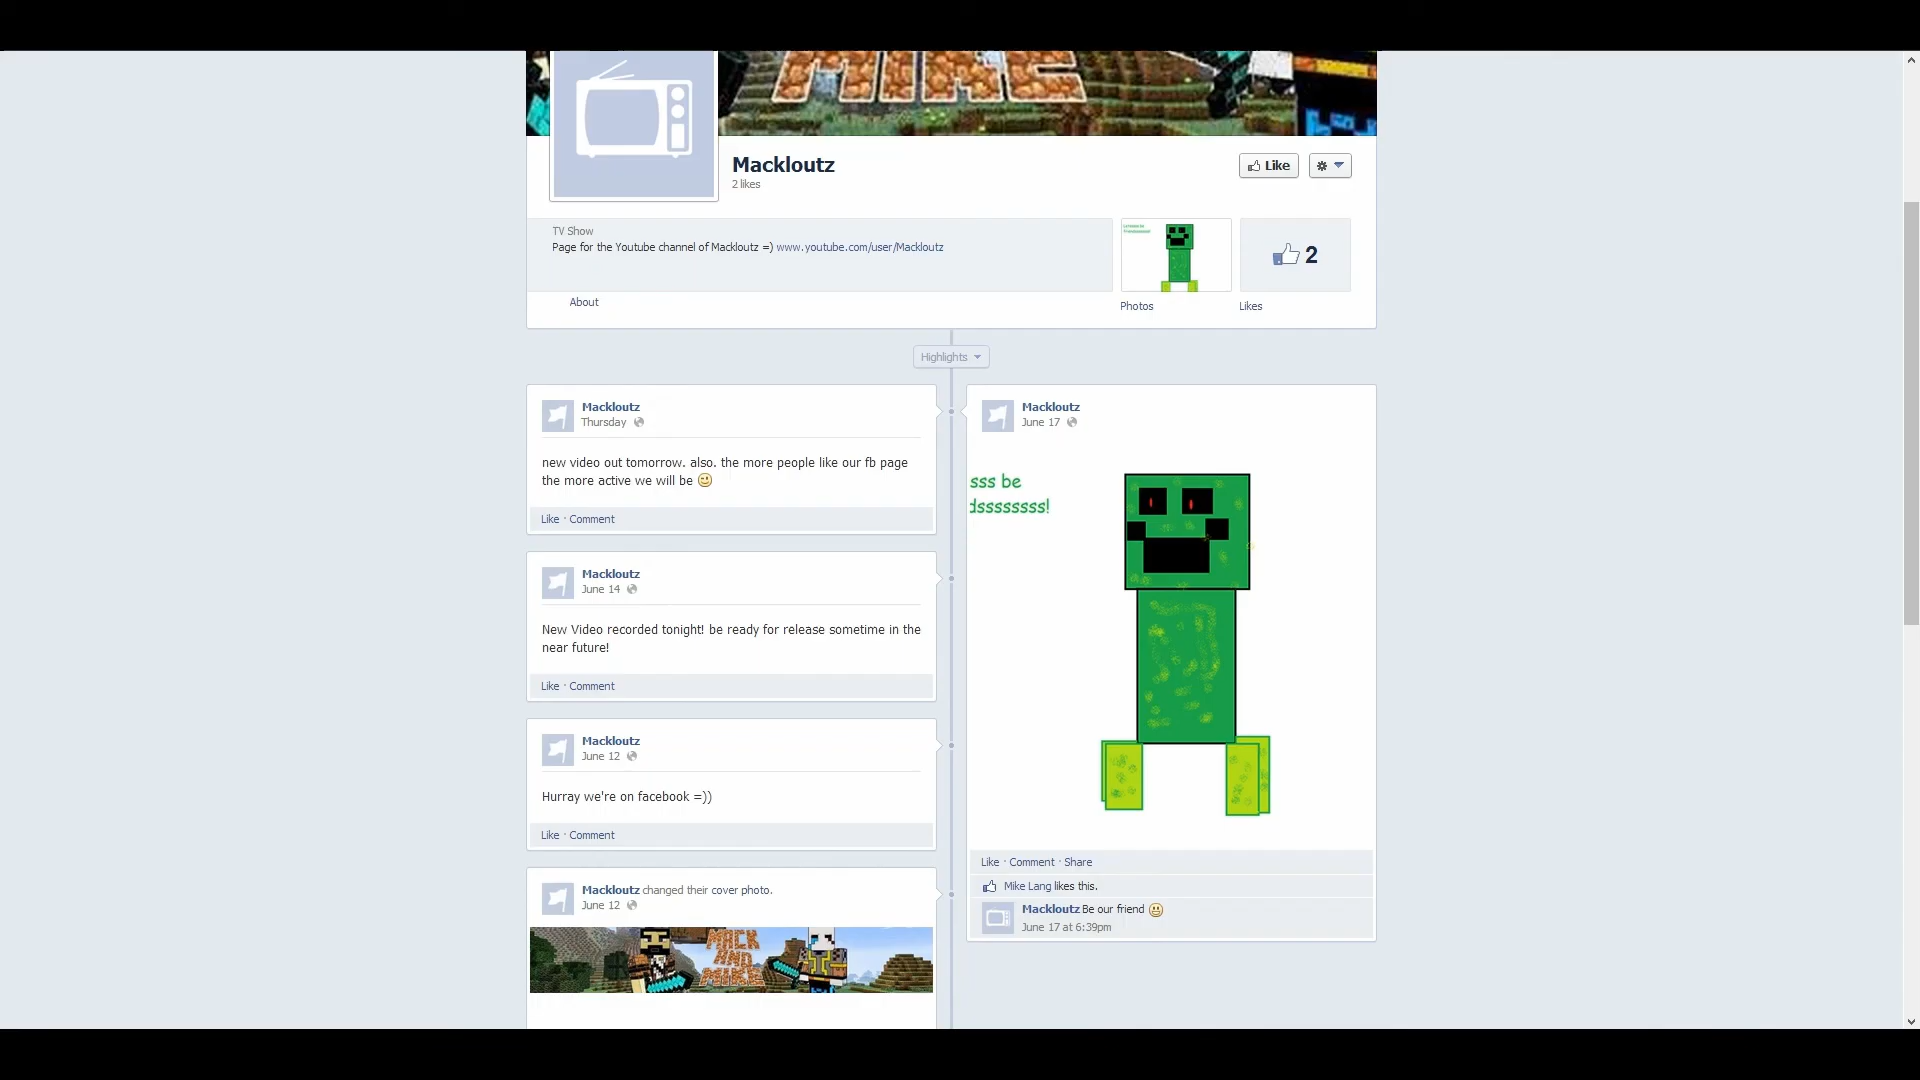 MIKE
Mackloutz
2 likes
Like
TV Show
Page for the Youtube channel of Mackloutz =) www.youtube.com/user/Mackloutz
2
About
Photos
Likes
Highlights
Mackloutz
Thursday
new video out tomorrow. also. the more people like our fb page
the more active we will be
Like · Comment
Mackloutz
June 14
New Video recorded tonight! be ready for release sometime in the
near future!
Like · Comment
Mackloutz
June 12
Hurray we're on facebook =))
Like · Comment
Mackloutz changed their cover photo.
June 12
MACK
AND
MIKE
Mackloutz
June 17
sss be
dssssssss!
Like · Comment · Share
Mike Lang likes this.
Mackloutz Be our friend
June 17 at 6:39pm